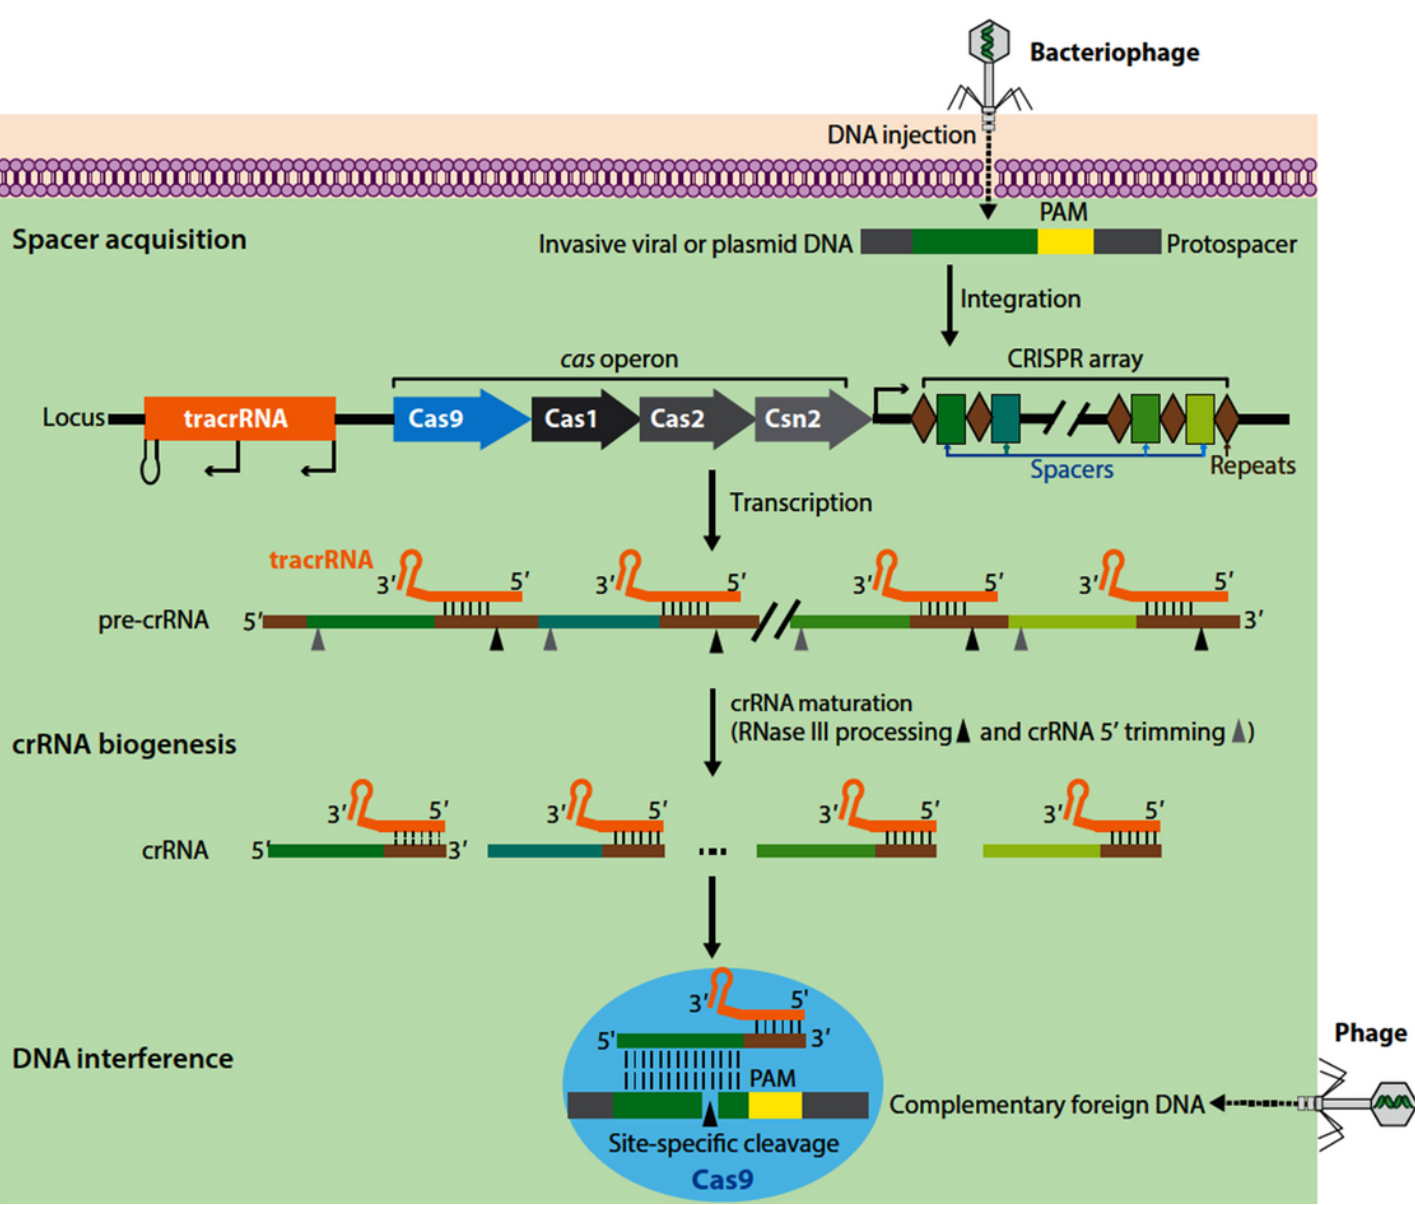 Bacteriophage
DNA injection
PAM
Spacer acquisition
Invasive viral or plasmid DNA
Protospacer
Integration
cas operon
CRISPR array
Locus
tracrRNA
Cas9
Cas1
Cas2
Csn2
Spacers
Repeats
Transcription
tracrRNA
3′ 5′ 3′ 5′ 3′ 5′ 3′ 5′
pre-crRNA 5′ 3′
crRNA maturation
(RNase III processing and crRNA 5′ trimming )
crRNA biogenesis
3′ 5′ 3′ 5′ 3′ 5′ 3′ 5′
crRNA 5′ 3′ ...
3′ 5′
5′ 3′
DNA interference
PAM
Phage
Complementary foreign DNA
Site-specific cleavage
Cas9